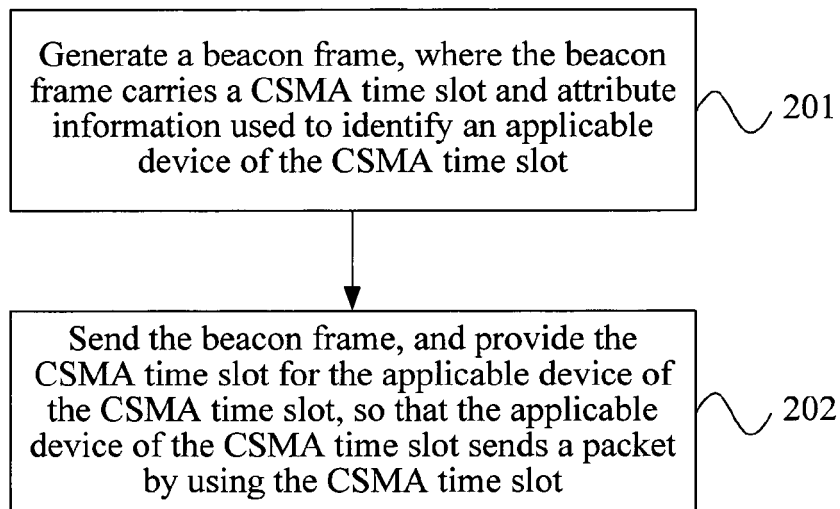 Generate a beacon frame, where the beacon
frame carries a CSMA time slot and attribute
information used to identify an applicable
device of the CSMA time slot
201
Send the beacon frame, and provide the
CSMA time slot for the applicable device of
the CSMA time slot, so that the applicable
device of the CSMA time slot sends a packet
by using the CSMA time slot
202